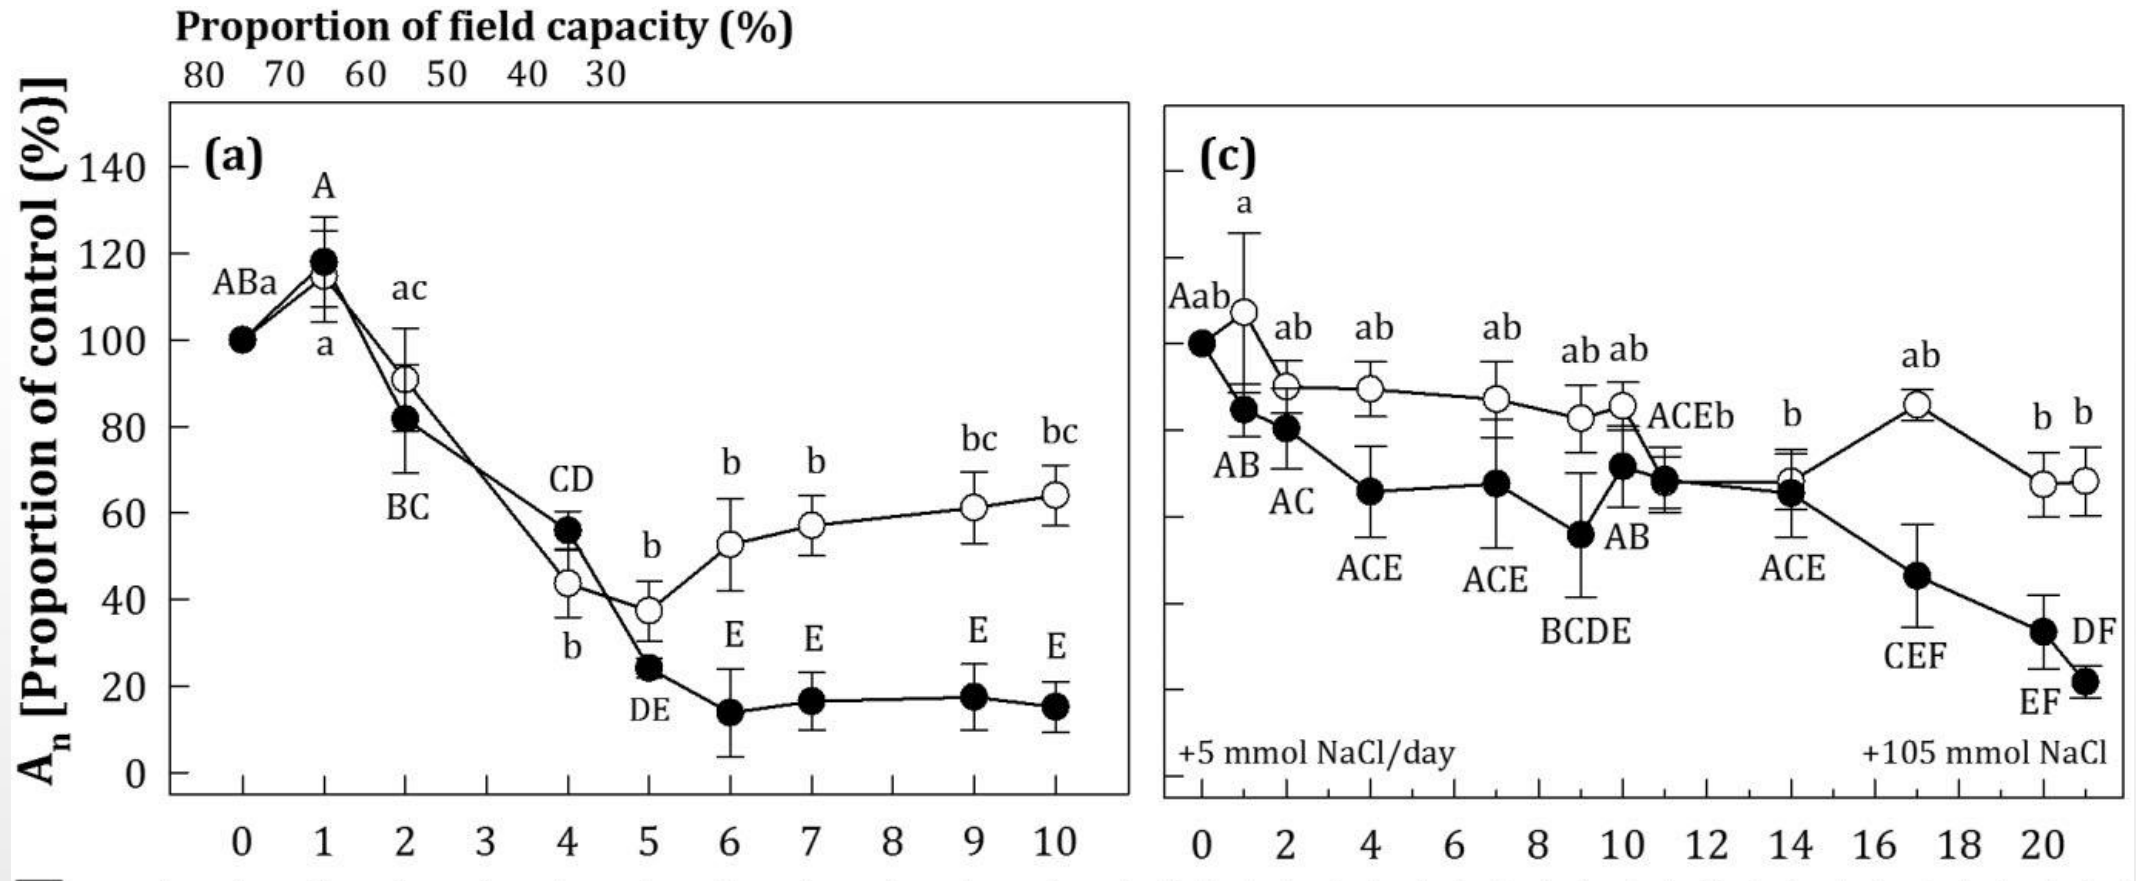 Proportion of field capacity (%)
80 70 60 50 40 30
An [Proportion of control (%)]
(a)
140
120
100
80
60
40
20
0
A
ABa
a
ac
BC
CD
b
b
DE
b
E
b
E
bc
E
bc
E
0 1 2 3 4 5 6 7 8 9 10
(c)
a
Aab
AB
ab
AC
ab
ACE
ab
ACE
ab
BCDE
ab
AB
ACEb
b
ACE
ab
CEF
b
EF
b
DF
+5 mmol NaCl/day
+105 mmol NaCl
0 2 4 6 8 10 12 14 16 18 20